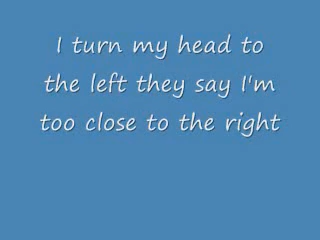 I turn my head to
the left they say I'm
too close to the right